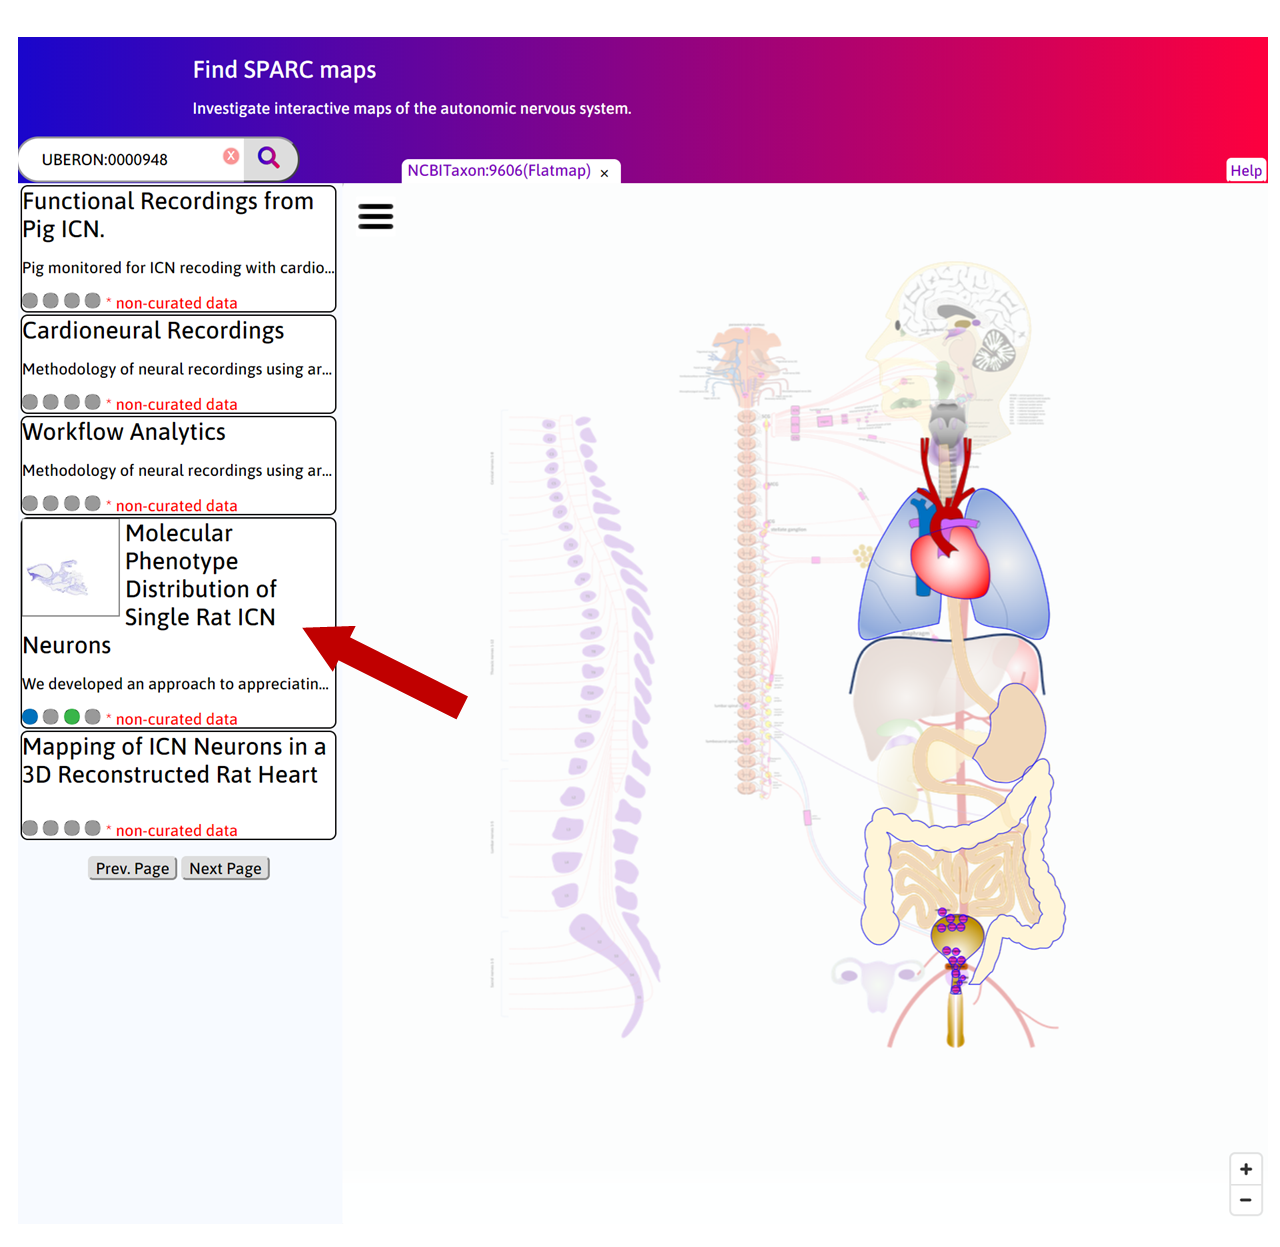 Find SPARC maps
Investigate interactive maps of the autonomic nervous system.
UBERON:0000948
X
NCBITaxon:9606(Flatmap) ×
Help
Functional Recordings from
Pig ICN.
Pig monitored for ICN recoding with cardio...
* non-curated data
Cardioneural Recordings
Methodology of neural recordings using ar...
* non-curated data
Workflow Analytics
Methodology of neural recordings using ar...
* non-curated data
Molecular
Phenotype
Distribution of
Single Rat ICN
Neurons
We developed an approach to appreciatin...
* non-curated data
Mapping of ICN Neurons in a
3D Reconstructed Rat Heart
* non-curated data
Prev. Page Next Page
+
−